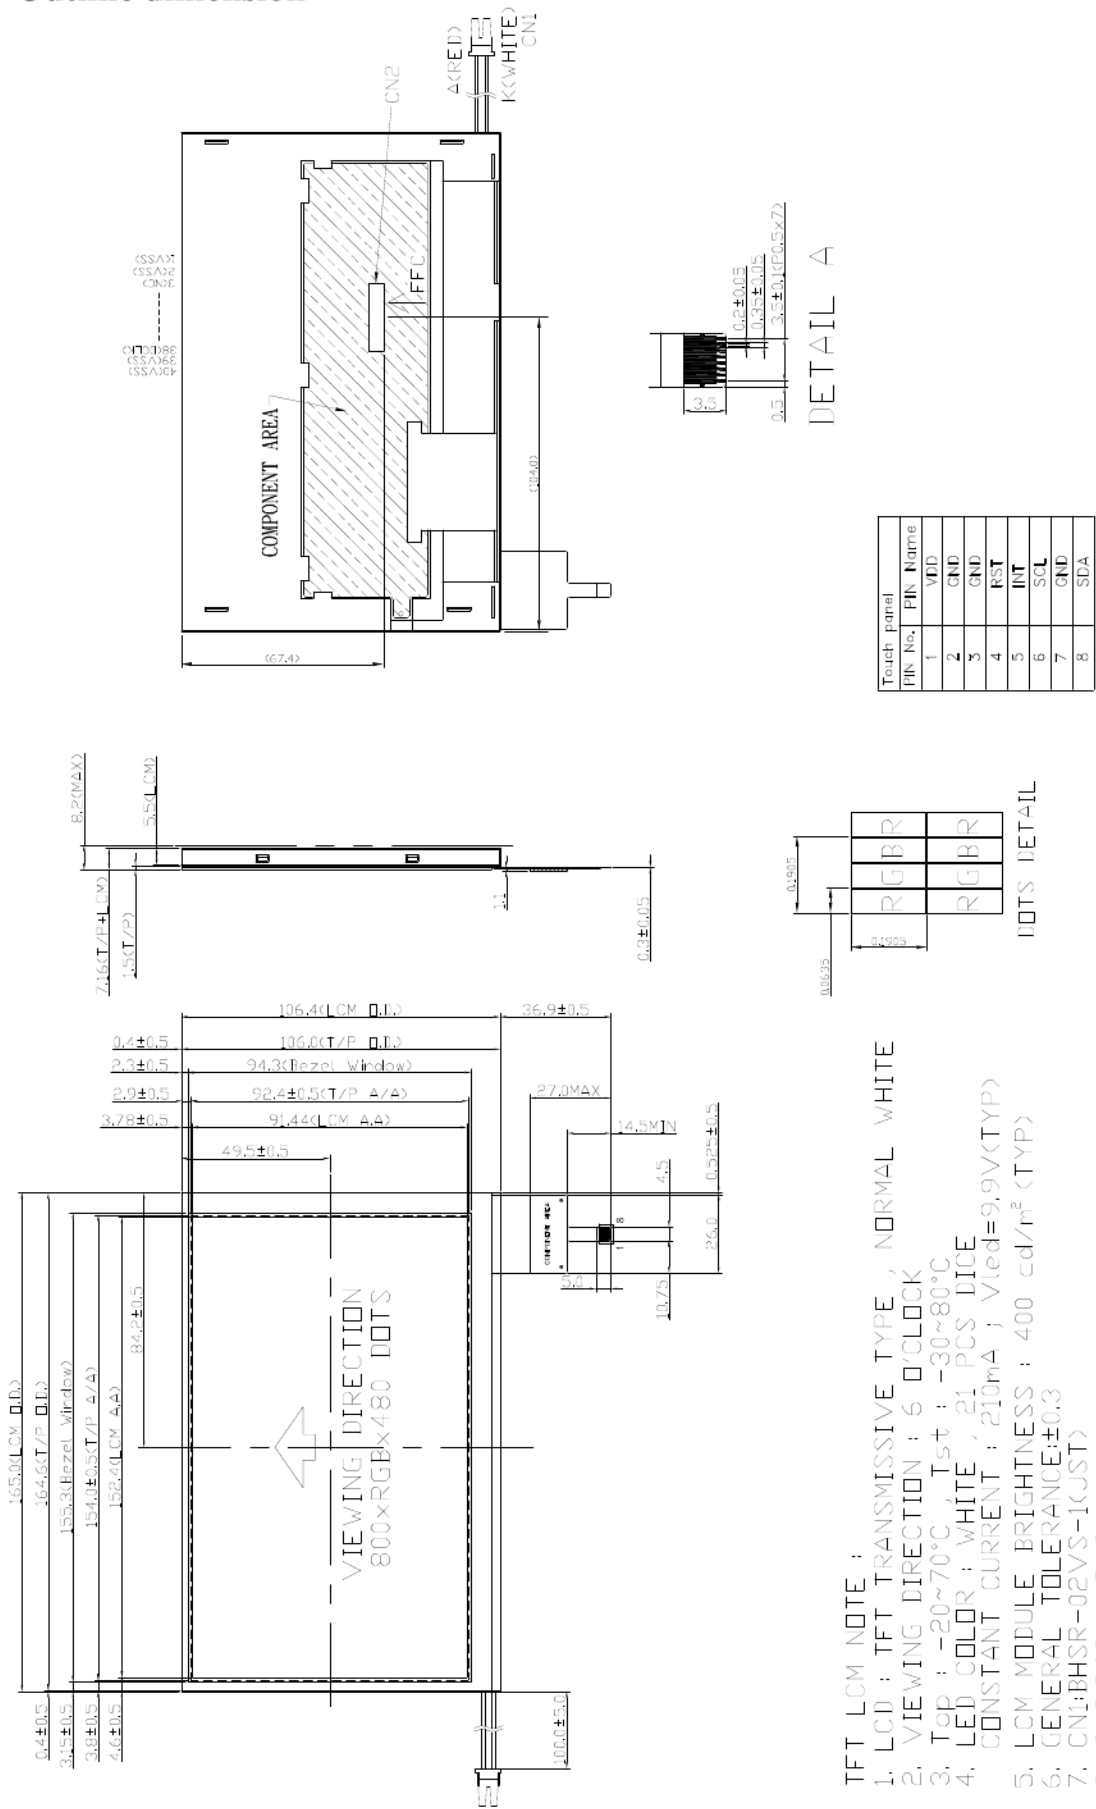 A(RED)
K(WHITE)
CN1
CN2
1(VSS)
2(VSS)
3(NC)
38(DCLK)
39(VSS)
40(VSS)
COMPONENT AREA
FFC
(104.0)
(67.4)
0.2±0.05
0.35±0.05
3.5±0.1(P0.5x7)
3.5
0.5
DETAIL A
Touch panel
PIN No. PIN Name
1 VDD
2 GND
3 GND
4 RST
5 INT
6 SCL
7 GND
8 SDA
8.2(MAX)
5.5(LCM)
7.16(T/P+LCM)
1.5(T/P)
1.1
0.3±0.05
0.1905
0.1905
0.0635
R G B R
R G B R
DOTS DETAIL
106.4(LCM O.D.)
36.9±0.5
0.4±0.5
106.0(T/P O.D.)
2.3±0.5
94.3(Bezel Window)
2.9±0.5
92.4±0.5(T/P A/A)
3.78±0.5
91.44(LCM A.A)
49.5±0.5
27.0MAX
14.5MIN
4.5
0.525±0.5
165.0(LCM O.D.)
164.6(T/P O.D.)
155.3(Bezel Window)
154.0±0.5(T/P A/A)
152.4(LCM A.A)
84.2±0.5
VIEWING DIRECTION
800xRGBx480 DOTS
COMPONENT AREA
1
8
5.0
10.75
26.0
0.4±0.5
3.15±0.5
3.8±0.5
4.6±0.5
100.0±5.0
TFT LCM NOTE :
1. LCD : TFT TRANSMISSIVE TYPE , NORMAL WHITE
2. VIEWING DIRECTION : 6 O'CLOCK
3. Top : -20~70°C , Tst : -30~80°C
4. LED COLOR : WHITE , 21 PCS DICE
CONSTANT CURRENT : 210mA ; Vled=9.9V(TYP)
5. LCM MODULE BRIGHTNESS : 400 cd/m² (TYP)
6. GENERAL TOLERANCE:±0.3
7. CN1:BHSR-02VS-1(JST)